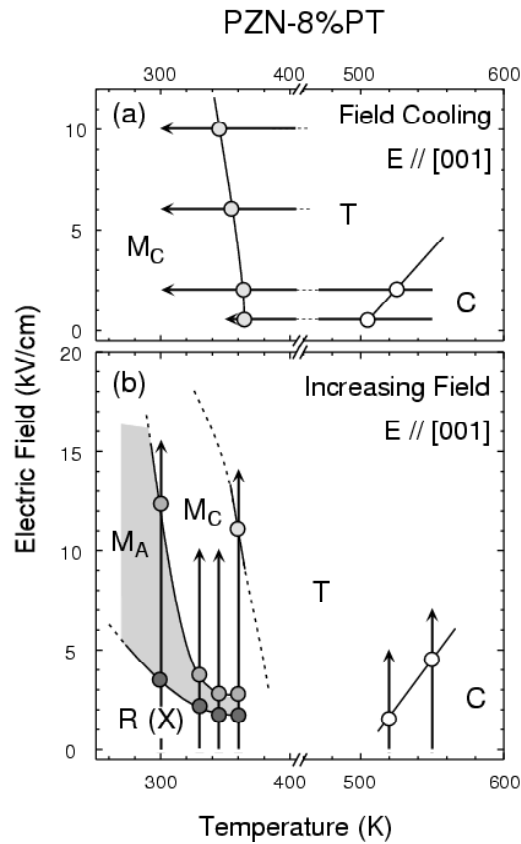 PZN-8%PT
300 400 500 600
(a) Field Cooling
E // [001]
10
T
M_C
5
C
0
Electric Field (kV/cm)
20
(b) Increasing Field
E // [001]
15
M_C
M_A
10
T
5
R (X)
C
0
300 400 500 600
Temperature (K)